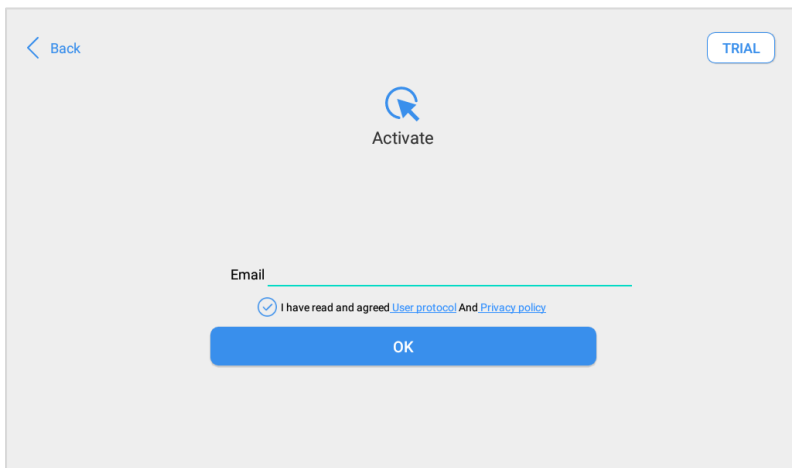 Back
TRIAL
Activate
Email
I have read and agreed User protocol And Privacy policy
OK